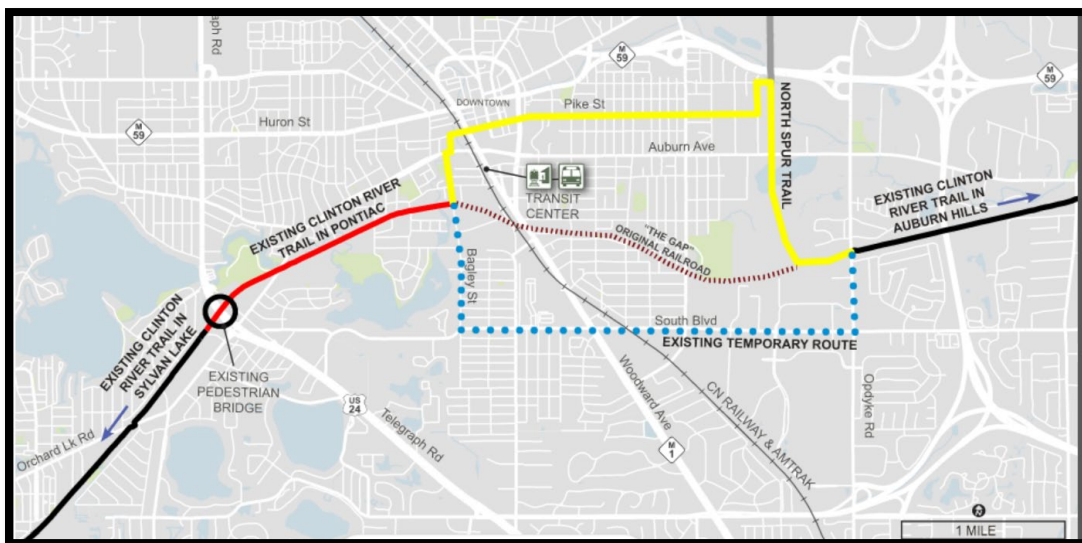 aph Rd
M
59
M
59
M
59
DOWNTOWN
Pike St
Huron St
Auburn Ave
NORTH SPUR TRAIL
TRANSIT
CENTER
EXISTING CLINTON RIVER
TRAIL IN PONTIAC
EXISTING CLINTON
RIVER TRAIL IN
AUBURN HILLS
"THE GAP"
ORIGINAL RAILROAD
Bagley St
South Blvd
EXISTING TEMPORARY ROUTE
EXISTING CLINTON
RIVER TRAIL IN
SYLVAN LAKE
EXISTING
PEDESTRIAN
BRIDGE
US
24
Telegraph Rd
Orchard Lk Rd
Woodward Ave
M
1
CN RAILWAY & AMTRAK
Opdyke Rd
1 MILE